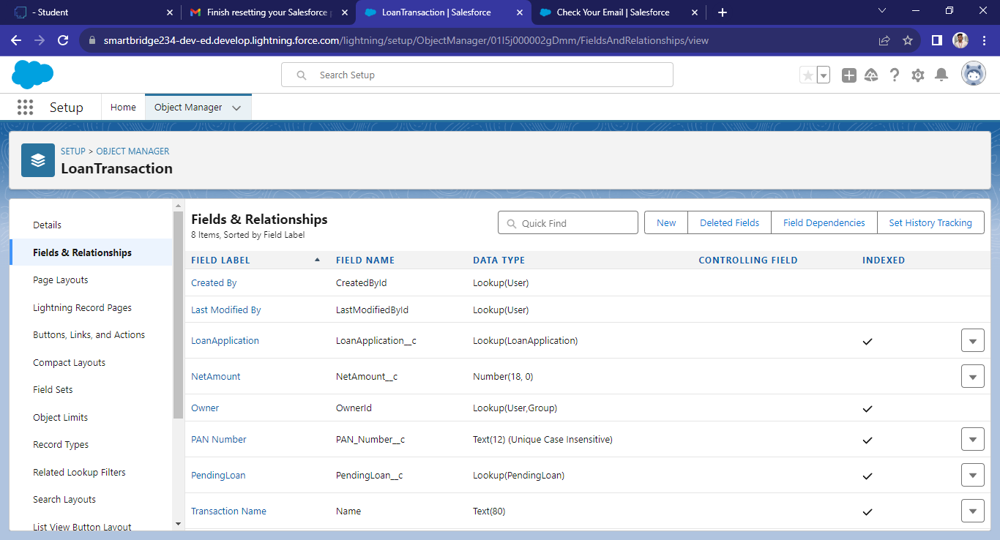 - Student
Finish resetting your Salesforce
LoanTransaction | Salesforce
Check Your Email | Salesforce
smartbridge234-dev-ed.develop.lightning.force.com/lightning/setup/ObjectManager/01I5j000002gDmm/FieldsAndRelationships/view
Search Setup
Setup
Home
Object Manager
SETUP > OBJECT MANAGER
LoanTransaction
Details
Fields & Relationships
Page Layouts
Lightning Record Pages
Buttons, Links, and Actions
Compact Layouts
Field Sets
Object Limits
Record Types
Related Lookup Filters
Search Layouts
List View Button Layout
Fields & Relationships
8 Items, Sorted by Field Label
Quick Find
New
Deleted Fields
Field Dependencies
Set History Tracking
FIELD LABEL FIELD NAME DATA TYPE CONTROLLING FIELD INDEXED
Created By CreatedById Lookup(User)
Last Modified By LastModifiedById Lookup(User)
LoanApplication LoanApplication__c Lookup(LoanApplication)
NetAmount NetAmount__c Number(18, 0)
Owner OwnerId Lookup(User,Group)
PAN Number PAN_Number__c Text(12) (Unique Case Insensitive)
PendingLoan PendingLoan__c Lookup(PendingLoan)
Transaction Name Name Text(80)